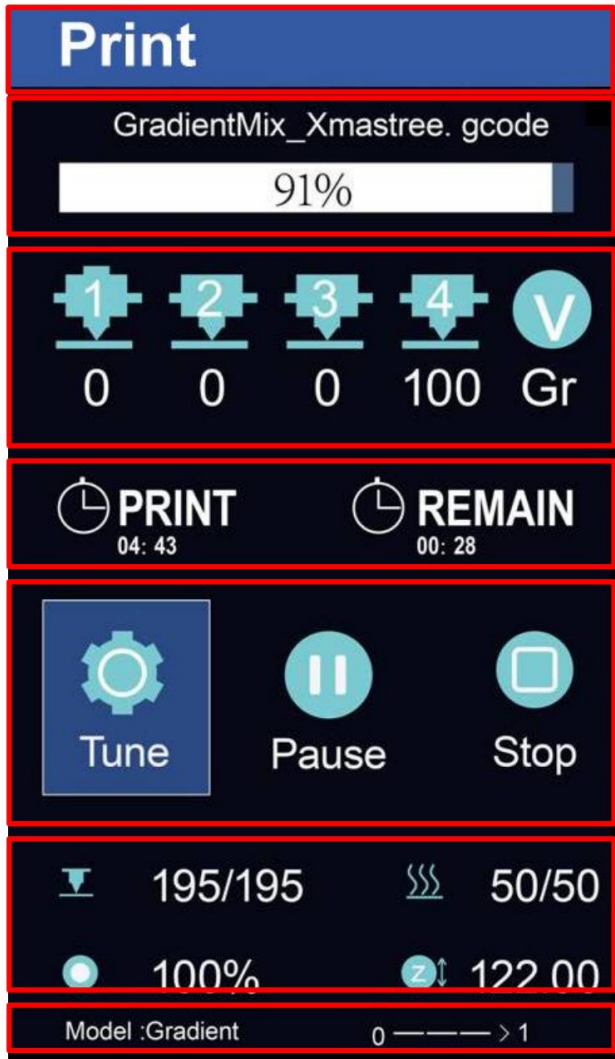 Print
GradientMix_Xmastree. gcode
91%
1 2 3 4 V
0 0 0 100 Gr
PRINT REMAIN
04: 43 00: 28
Tune Pause Stop
195/195 50/50
100% Z 122.00
Model :Gradient 0 ———> 1